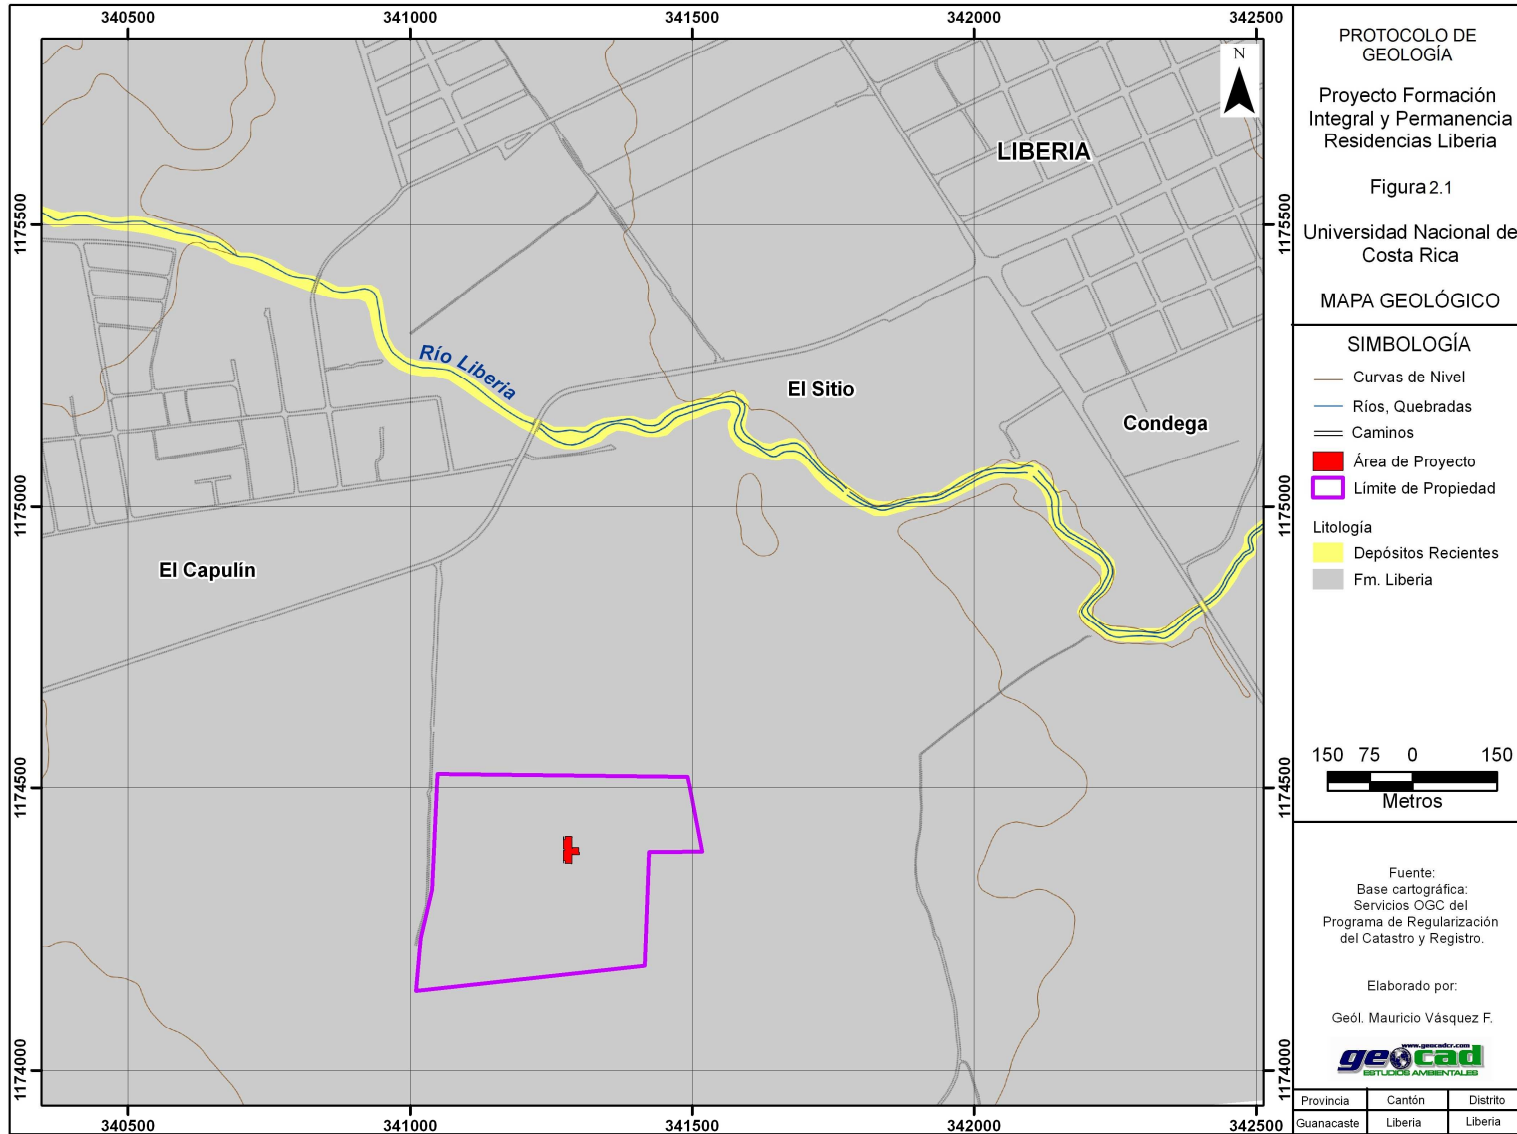 340500 341000 341500 342000 342500
N
LIBERIA
1175500 1175500
Río Liberia
El Sitio
Condega
1175000 1175000
El Capulín
1174500 1174500
1174000 1174000
340500 341000 341500 342000 342500
PROTOCOLO DE
GEOLOGÍA
Proyecto Formación
Integral y Permanencia
Residencias Liberia
Figura 2.1
Universidad Nacional de
Costa Rica
MAPA GEOLÓGICO
SIMBOLOGÍA
Curvas de Nivel
Ríos, Quebradas
Caminos
Área de Proyecto
Límite de Propiedad
Litología
Depósitos Recientes
Fm. Liberia
150 75 0 150
Metros
Fuente:
Base cartográfica:
Servicios OGC del
Programa de Regularización
del Catastro y Registro.
Elaborado por:
Geól. Mauricio Vásquez F.
www.geocadcr.com
geocad
ESTUDIOS AMBIENTALES
Provincia Cantón Distrito
Guanacaste Liberia Liberia